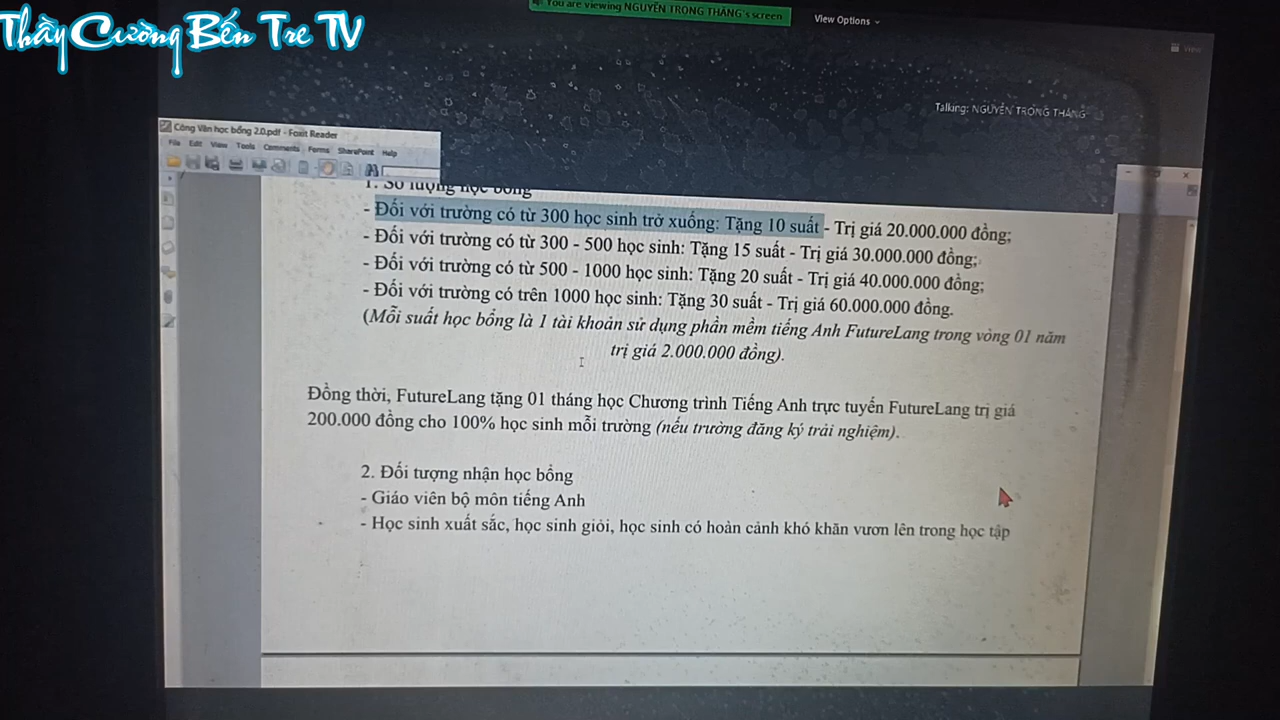 Thầy Cường Bến Tre TV
You are viewing NGUYỄN TRỌNG THĂNG's screen
View Options
View
Talking: NGUYỄN TRỌNG THĂNG
Công Văn học bổng 2.0.pdf - Foxit Reader
File Edit View Tools Comments Forms SharePoint Help
1. Số lượng học bổng
- Đối với trường có từ 300 học sinh trở xuống: Tặng 10 suất - Trị giá 20.000.000 đồng;
- Đối với trường có từ 300 - 500 học sinh: Tặng 15 suất - Trị giá 30.000.000 đồng;
- Đối với trường có từ 500 - 1000 học sinh: Tặng 20 suất - Trị giá 40.000.000 đồng;
- Đối với trường có trên 1000 học sinh: Tặng 30 suất - Trị giá 60.000.000 đồng.
(Mỗi suất học bổng là 1 tài khoản sử dụng phần mềm tiếng Anh FutureLang trong vòng 01 năm
trị giá 2.000.000 đồng).
Đồng thời, FutureLang tặng 01 tháng học Chương trình Tiếng Anh trực tuyến FutureLang trị giá
200.000 đồng cho 100% học sinh mỗi trường (nếu trường đăng ký trải nghiệm).
2. Đối tượng nhận học bổng
- Giáo viên bộ môn tiếng Anh
- Học sinh xuất sắc, học sinh giỏi, học sinh có hoàn cảnh khó khăn vươn lên trong học tập